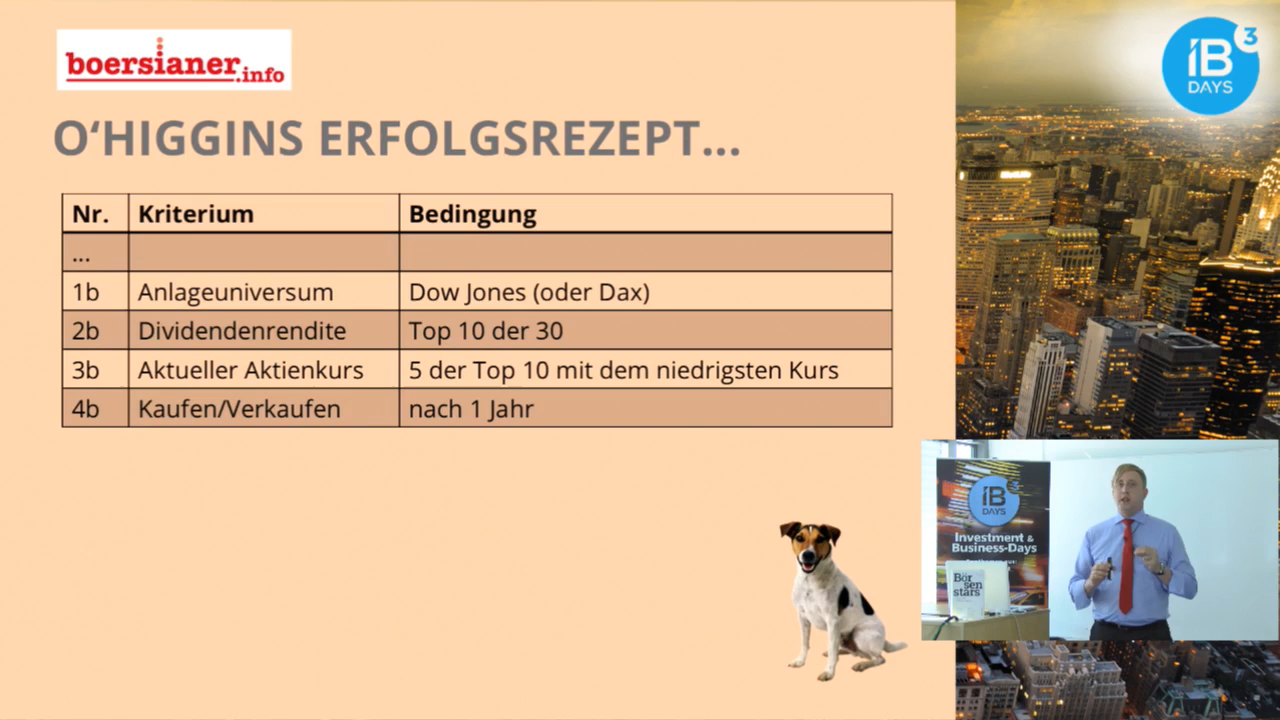 boersianer.info
O‘HIGGINS ERFOLGSREZEPT...
Nr. Kriterium Bedingung
...
1b Anlageuniversum Dow Jones (oder Dax)
2b Dividendenrendite Top 10 der 30
3b Aktueller Aktienkurs 5 der Top 10 mit dem niedrigsten Kurs
4b Kaufen/Verkaufen nach 1 Jahr
iB 3
DAYS
iB 3
DAYS
Investment &
Business-Days
Bör
sen
stars